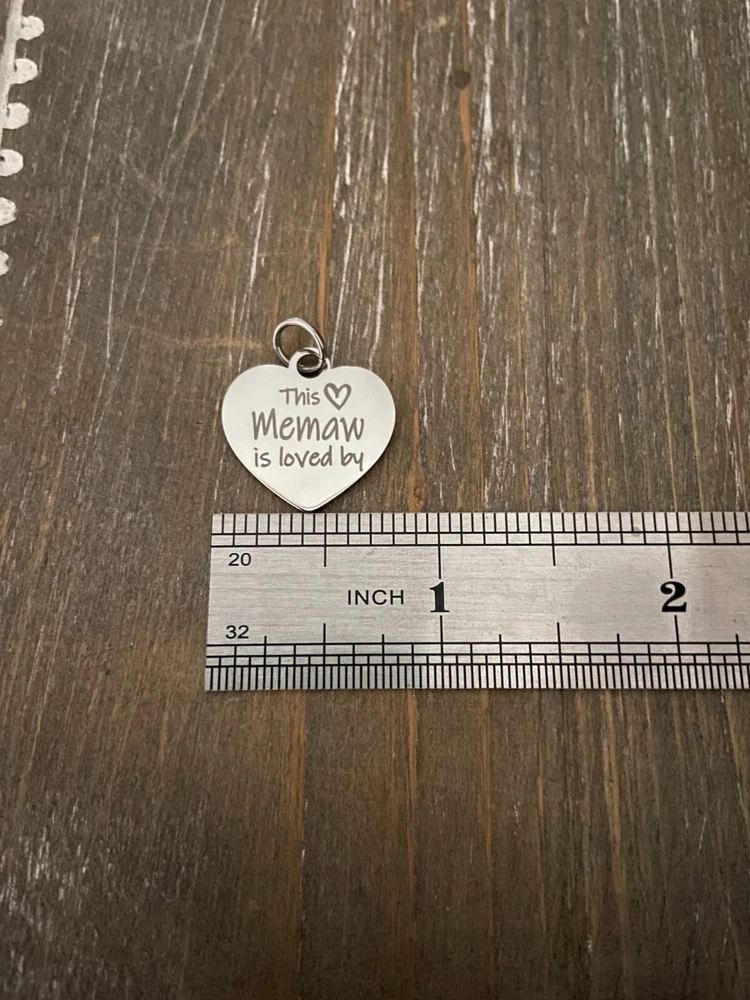 This ♡
Memaw
is loved by
20
INCH 1 2
32